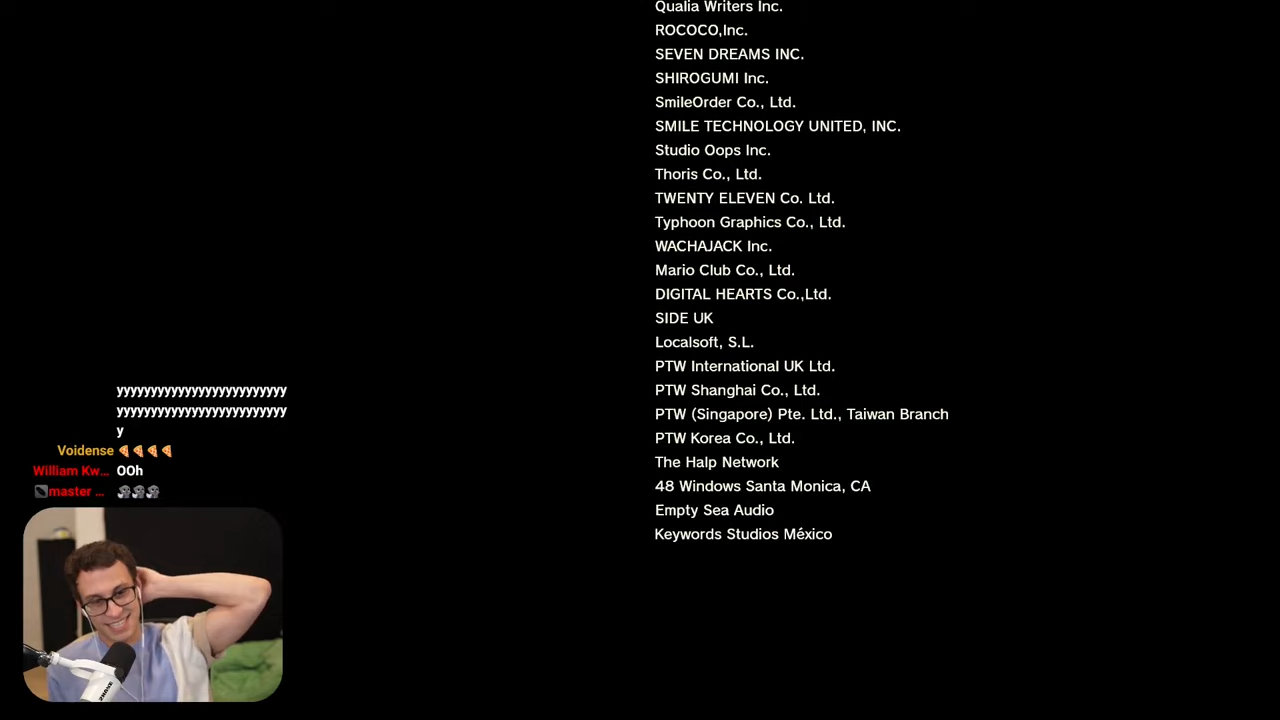 Qualia Writers Inc.
ROCOCO,Inc.
SEVEN DREAMS INC.
SHIROGUMI Inc.
SmileOrder Co., Ltd.
SMILE TECHNOLOGY UNITED, INC.
Studio Oops Inc.
Thoris Co., Ltd.
TWENTY ELEVEN Co. Ltd.
Typhoon Graphics Co., Ltd.
WACHAJACK Inc.
Mario Club Co., Ltd.
DIGITAL HEARTS Co.,Ltd.
SIDE UK
Localsoft, S.L.
PTW International UK Ltd.
PTW Shanghai Co., Ltd.
PTW (Singapore) Pte. Ltd., Taiwan Branch
PTW Korea Co., Ltd.
The Halp Network
48 Windows Santa Monica, CA
Empty Sea Audio
Keywords Studios México
yyyyyyyyyyyyyyyyyyyyyyyyy
yyyyyyyyyyyyyyyyyyyyyyyyy
y
Voidense 🍕🍕🍕🍕
William Kw… OOh
master …